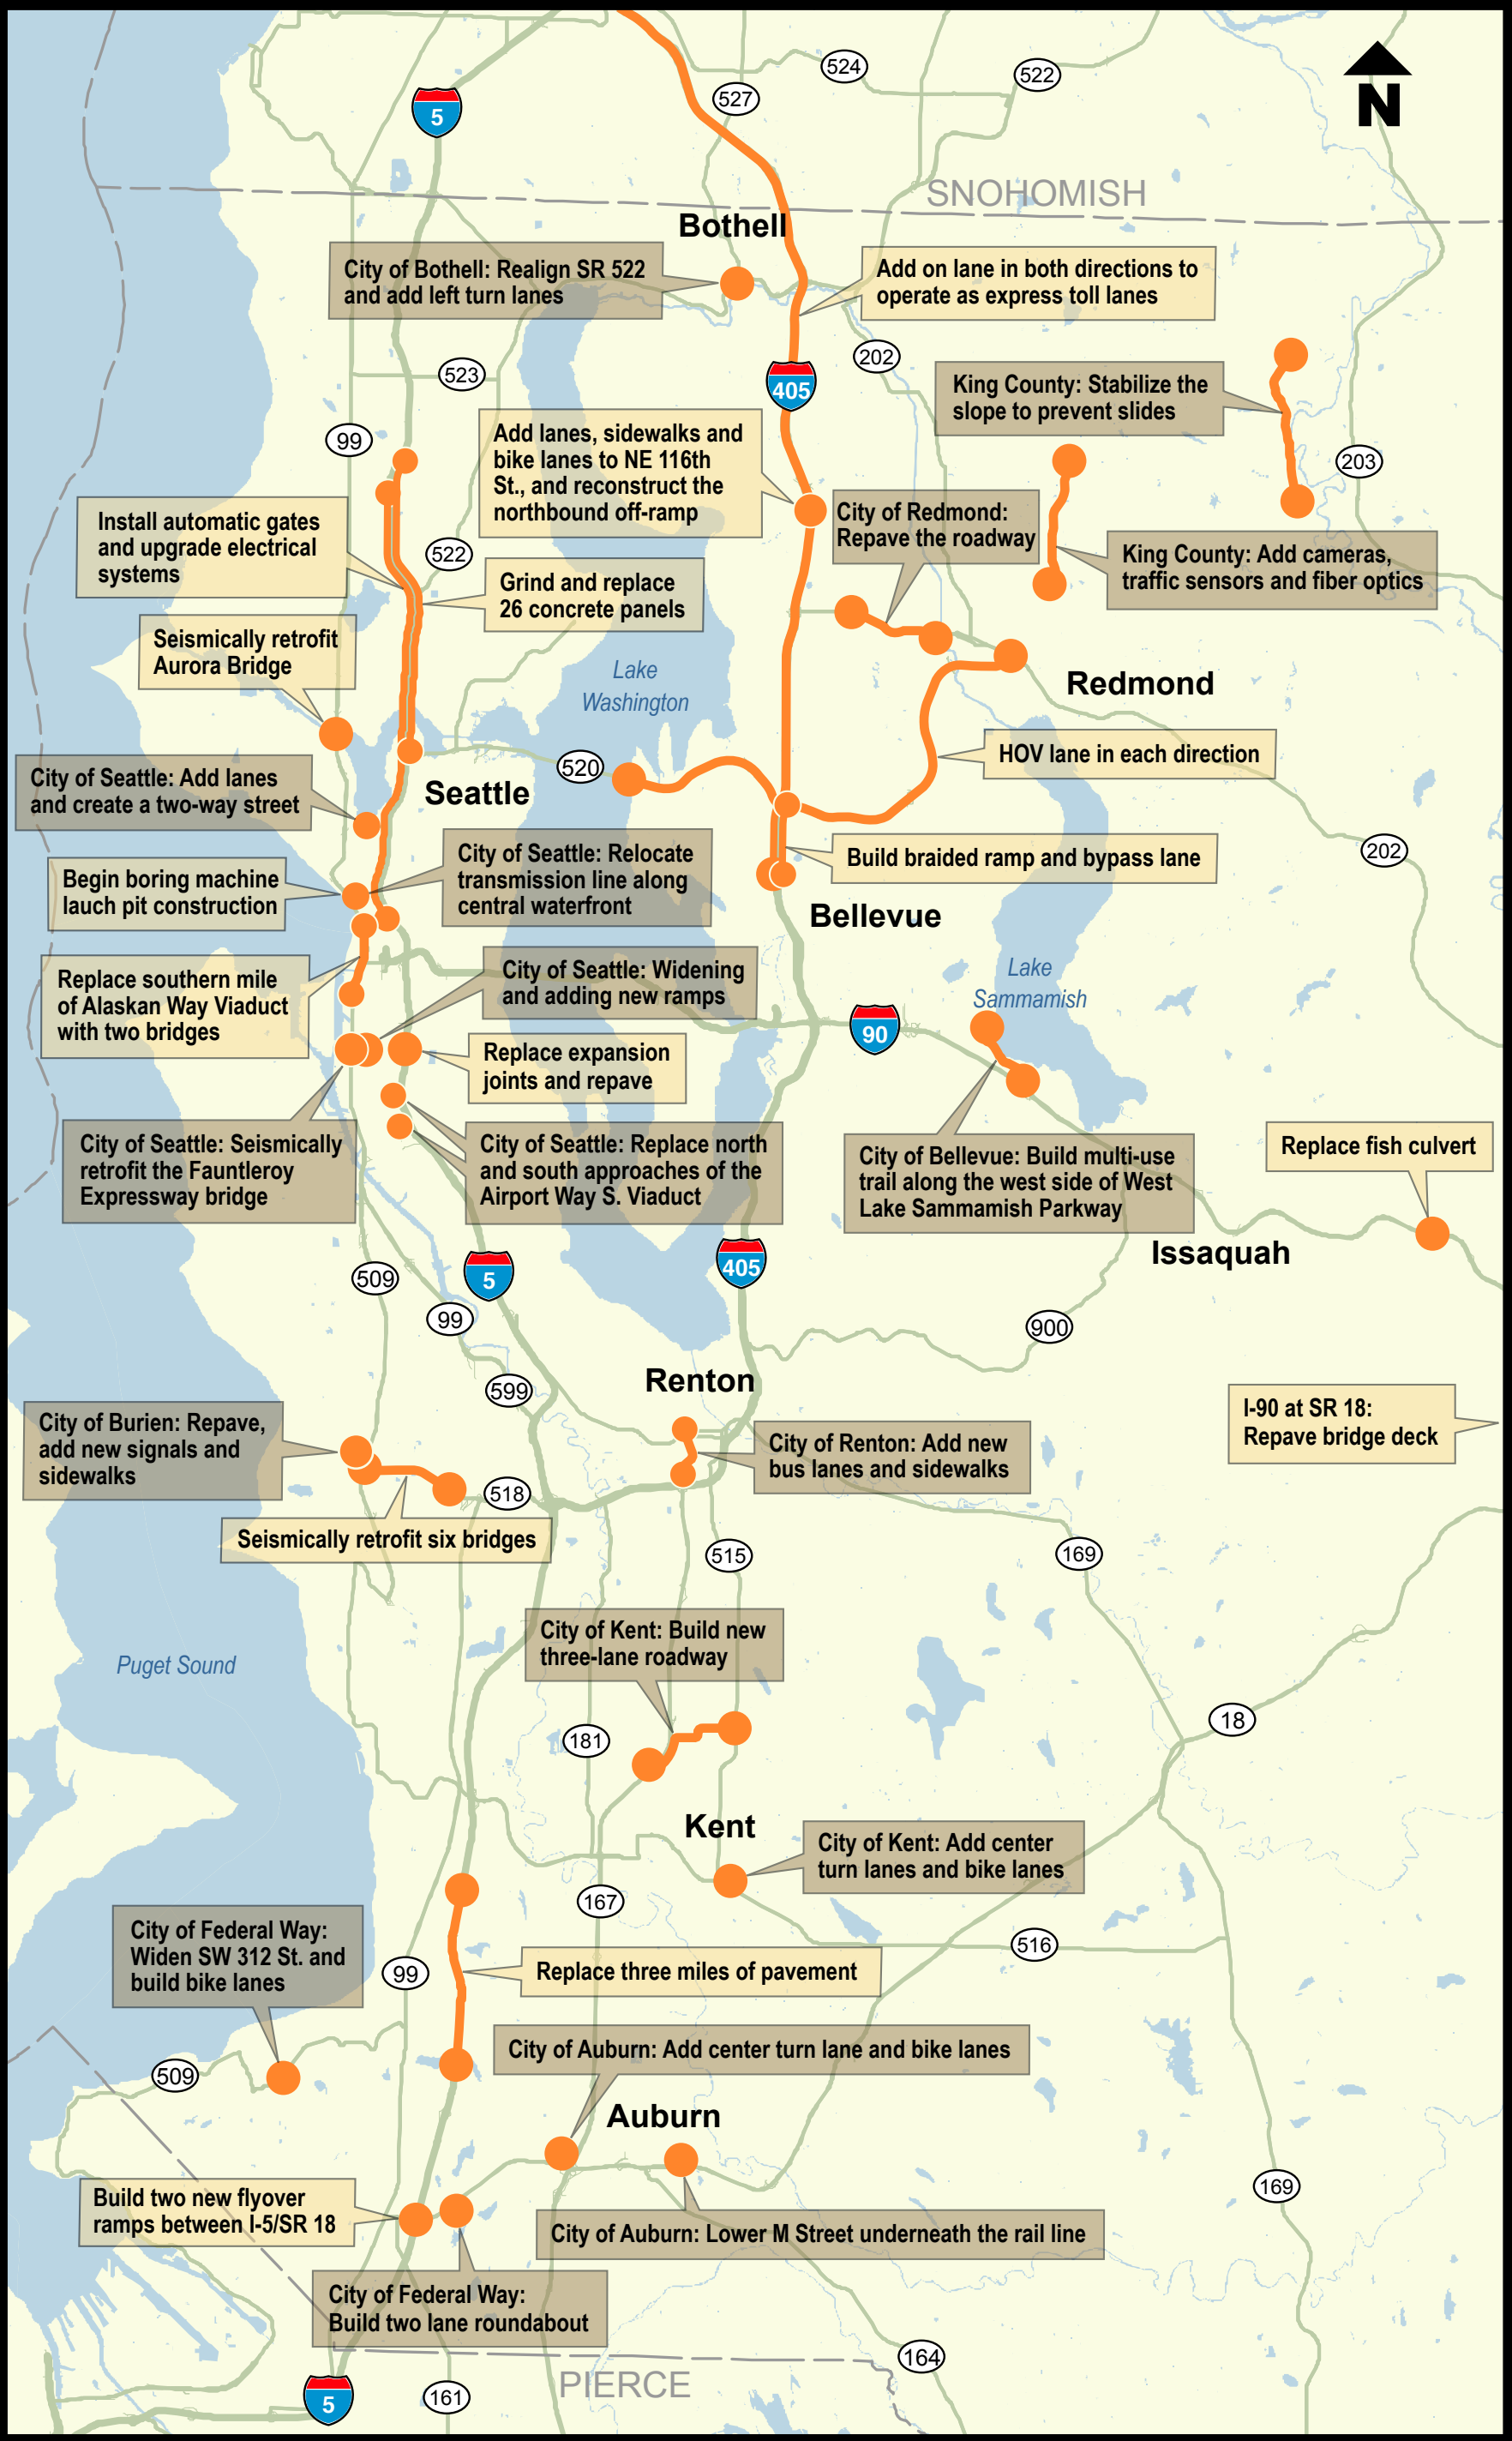 524
522
527
5
N
SNOHOMISH
Bothell
City of Bothell: Realign SR 522
and add left turn lanes
Add on lane in both directions to
operate as express toll lanes
202
523
405
King County: Stabilize the
slope to prevent slides
99
Add lanes, sidewalks and
bike lanes to NE 116th
St., and reconstruct the
northbound off-ramp
203
City of Redmond:
Repave the roadway
Install automatic gates
and upgrade electrical
systems
522
King County: Add cameras,
traffic sensors and fiber optics
Grind and replace
26 concrete panels
Seismically retrofit
Aurora Bridge
Lake
Washington
Redmond
HOV lane in each direction
520
City of Seattle: Add lanes
and create a two-way street
Seattle
City of Seattle: Relocate
transmission line along
central waterfront
Build braided ramp and bypass lane
202
Begin boring machine
lauch pit construction
Bellevue
City of Seattle: Widening
and adding new ramps
Lake
Sammamish
Replace southern mile
of Alaskan Way Viaduct
with two bridges
90
Replace expansion
joints and repave
City of Seattle: Seismically
retrofit the Fauntleroy
Expressway bridge
City of Seattle: Replace north
and south approaches of the
Airport Way S. Viaduct
City of Bellevue: Build multi-use
trail along the west side of West
Lake Sammamish Parkway
Replace fish culvert
Issaquah
509
5
405
99
900
Renton
599
I-90 at SR 18:
Repave bridge deck
City of Burien: Repave,
add new signals and
sidewalks
City of Renton: Add new
bus lanes and sidewalks
518
Seismically retrofit six bridges
515
169
City of Kent: Build new
three-lane roadway
Puget Sound
18
181
Kent
City of Kent: Add center
turn lanes and bike lanes
167
City of Federal Way:
Widen SW 312 St. and
build bike lanes
516
99
Replace three miles of pavement
City of Auburn: Add center turn lane and bike lanes
509
Auburn
169
Build two new flyover
ramps between I-5/SR 18
City of Auburn: Lower M Street underneath the rail line
City of Federal Way:
Build two lane roundabout
164
PIERCE
5
161